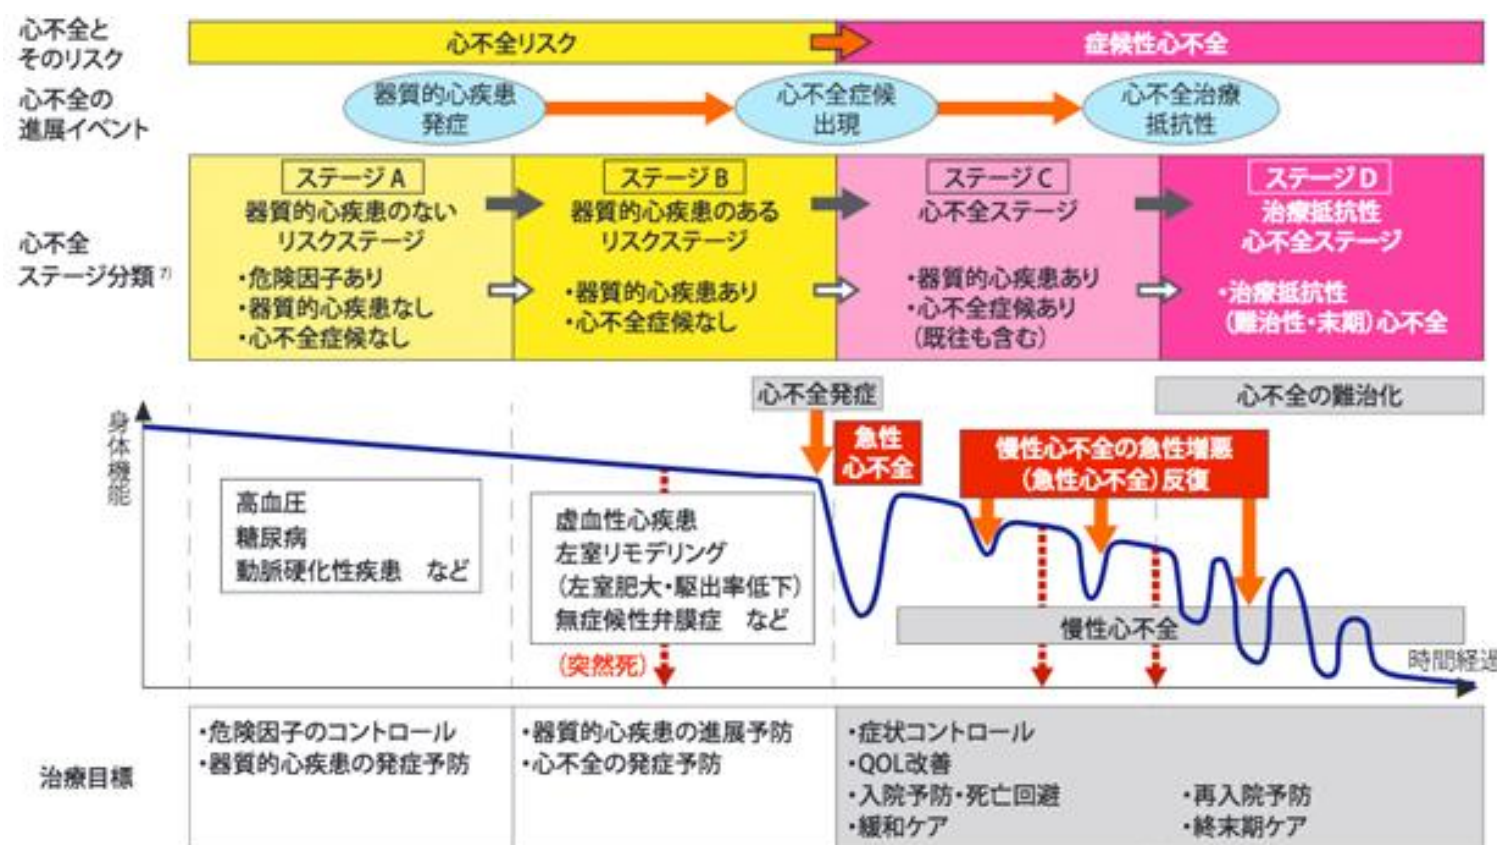 心不全と
そのリスク
心不全リスク
症候性心不全
心不全の
進展イベント
器質的心疾患
発症
心不全症候
出現
心不全治療
抵抗性
心不全
ステージ分類 7)
ステージA
器質的心疾患のない
リスクステージ
・危険因子あり
・器質的心疾患なし
・心不全症候なし
ステージB
器質的心疾患のある
リスクステージ
・器質的心疾患あり
・心不全症候なし
ステージC
心不全ステージ
・器質的心疾患あり
・心不全症候あり
(既往も含む)
ステージD
治療抵抗性
心不全ステージ
・治療抵抗性
(難治性・末期)心不全
心不全発症
心不全の難治化
身体機能
急性
心不全
慢性心不全の急性増悪
(急性心不全)反復
高血圧
糖尿病
動脈硬化性疾患 など
虚血性心疾患
左室リモデリング
(左室肥大・駆出率低下)
無症候性弁膜症 など
(突然死)
慢性心不全
時間経過
治療目標
・危険因子のコントロール
・器質的心疾患の発症予防
・器質的心疾患の進展予防
・心不全の発症予防
・症状コントロール
・QOL改善
・入院予防・死亡回避
・緩和ケア
・再入院予防
・終末期ケア